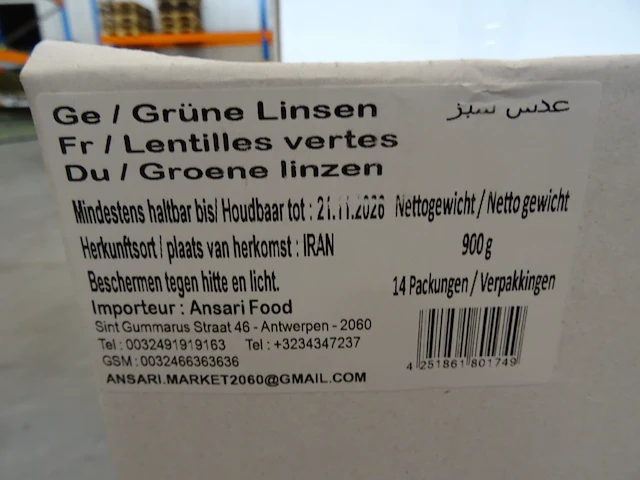 Ge / Grüne Linsen
عدس سبز
Fr / Lentilles vertes
Du / Groene linzen
Mindestens haltbar bis/ Houdbaar tot : 21.11.2026
Nettogewicht / Netto gewicht
Herkunftsort / plaats van herkomst : IRAN
900 g
Beschermen tegen hitte en licht.
14 Packungen / Verpakkingen
Importeur : Ansari Food
Sint Gummarus Straat 46 - Antwerpen - 2060
Tel : 0032491919163 Tel : +3234347237
GSM : 0032466363636
ANSARI.MARKET2060@GMAIL.COM
4 251861 801749